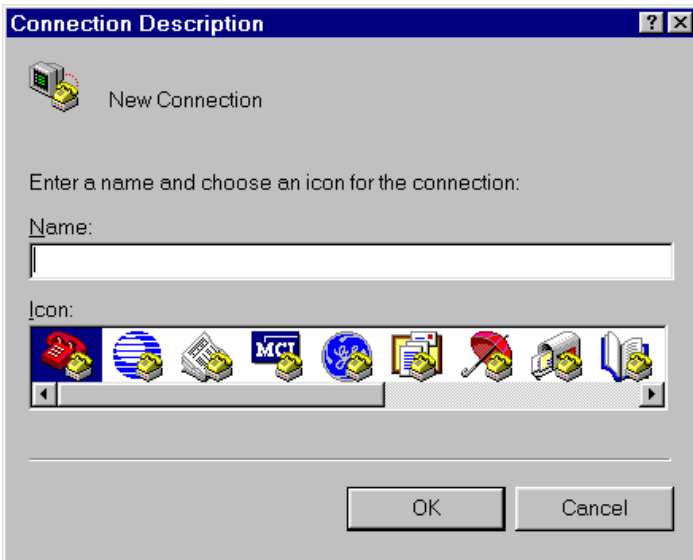 Connection Description
New Connection
Enter a name and choose an icon for the connection:
Name:
Icon:
MCI
OK
Cancel